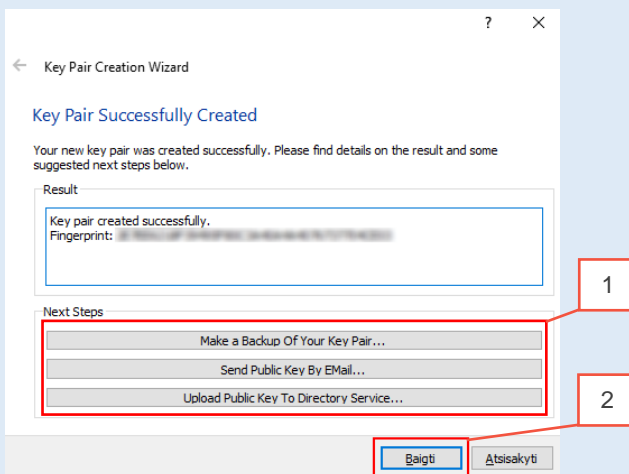 ?
Key Pair Creation Wizard
Key Pair Successfully Created
Your new key pair was created successfully. Please find details on the result and some
suggested next steps below.
Result
Key pair created successfully.
Fingerprint:
1
Next Steps
Make a Backup Of Your Key Pair...
Send Public Key By EMail...
Upload Public Key To Directory Service...
2
Baigti
Atsisakyti